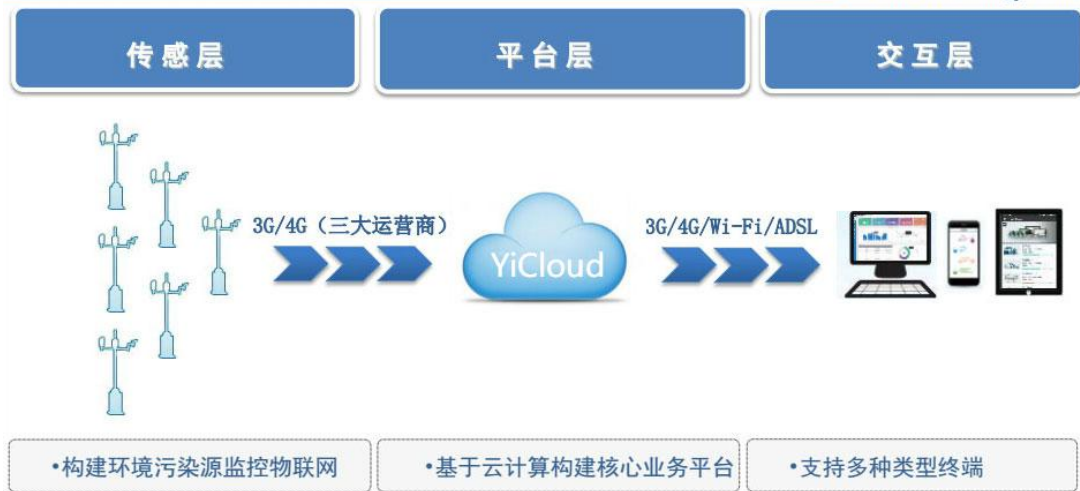 传感层
平台层
交互层
3G/4G（三大运营商）
3G/4G/Wi-Fi/ADSL
YiCloud
•构建环境污染源监控物联网
•基于云计算构建核心业务平台
•支持多种类型终端